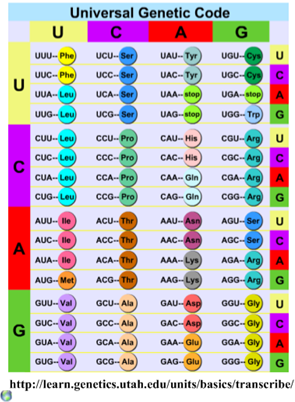 Universal Genetic Code
U C A G
U
UUU-- Phe UCU-- Ser UAU-- Tyr UGU-- Cys U
UUC-- Phe UCC-- Ser UAC-- Tyr UGC-- Cys C
UUA-- Leu UCA-- Ser UAA-- stop UGA-- stop A
UUG-- Leu UCG-- Ser UAG-- stop UGG-- Trp G
C
CUU-- Leu CCU-- Pro CAU-- His CGU-- Arg U
CUC-- Leu CCC-- Pro CAC-- His CGC-- Arg C
CUA-- Leu CCA-- Pro CAA-- Gln CGA-- Arg A
CUG-- Leu CCG-- Pro CAG-- Gln CGG-- Arg G
A
AUU-- Ile ACU-- Thr AAU-- Asn AGU-- Ser U
AUC-- Ile ACC-- Thr AAC-- Asn AGC-- Ser C
AUA-- Ile ACA-- Thr AAA-- Lys AGA-- Arg A
AUG-- Met ACG-- Thr AAG-- Lys AGG-- Arg G
G
GUU-- Val GCU-- Ala GAU-- Asp GGU-- Gly U
GUC-- Val GCC-- Ala GAC-- Asp GGC-- Gly C
GUA-- Val GCA-- Ala GAA-- Glu GGA-- Gly A
GUG-- Val GCG-- Ala GAG-- Glu GGG-- Gly G
http://learn.genetics.utah.edu/units/basics/transcribe/